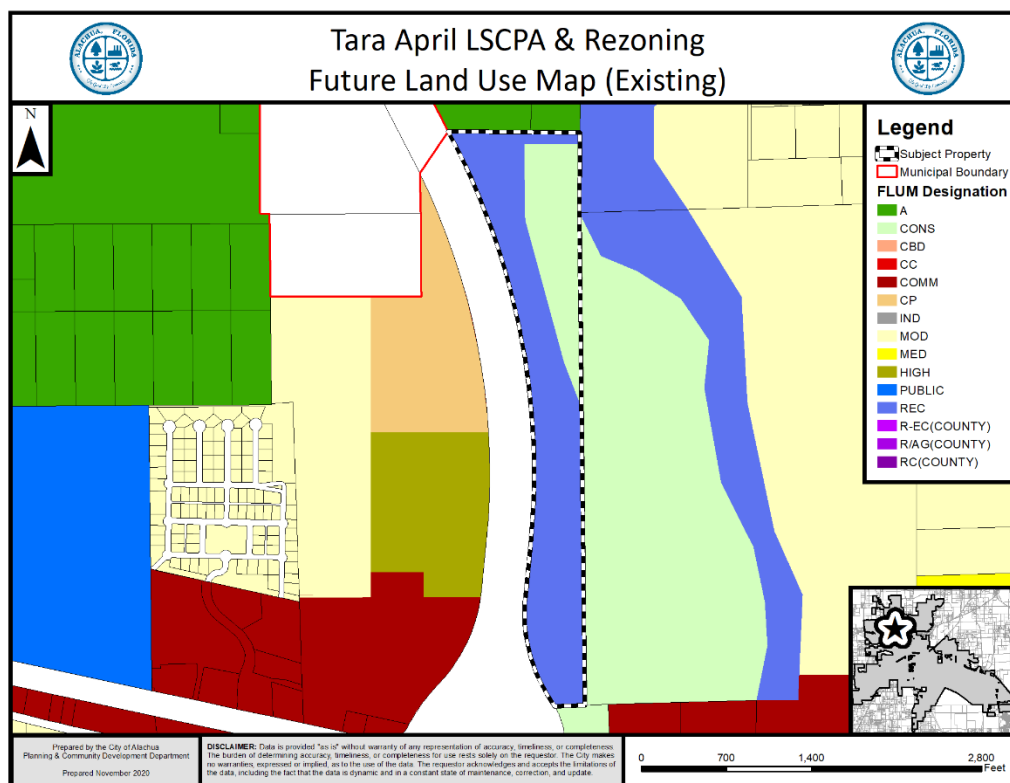 Tara April LSCPA & Rezoning
Future Land Use Map (Existing)
ALACHUA, FLORIDA
ALACHUA, FLORIDA
N
Legend
Subject Property
Municipal Boundary
FLUM Designation
A
CONS
CBD
CC
COMM
CP
IND
MOD
MED
HIGH
PUBLIC
REC
R-EC(COUNTY)
R/AG(COUNTY)
RC(COUNTY)
Prepared by the City of Alachua
Planning & Community Development Department
Prepared November 2020
DISCLAIMER: Data is provided "as is" without warranty of any representation of accuracy, timeliness, or completeness.
The burden of determining accuracy, timeliness, or completeness for use rests solely on the requestor. The City makes
no warranties, expressed or implied, as to the use of the data. The requestor acknowledges and accepts the limitations of
the data, including the fact that the data is dynamic and in a constant state of maintenance, correction, and update.
0 700 1,400 2,800
Feet